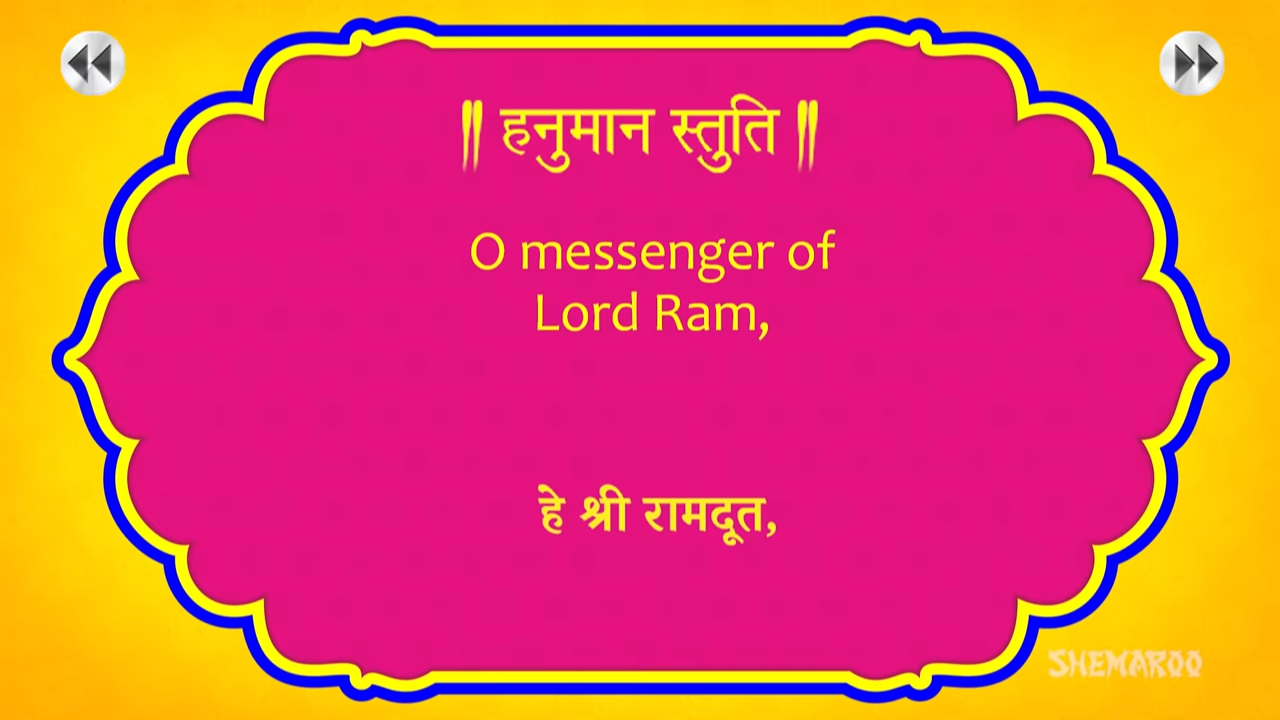 ॥ हनुमान स्तुति ॥
O messenger of
Lord Ram,
हे श्री रामदूत,
SHEMAROO